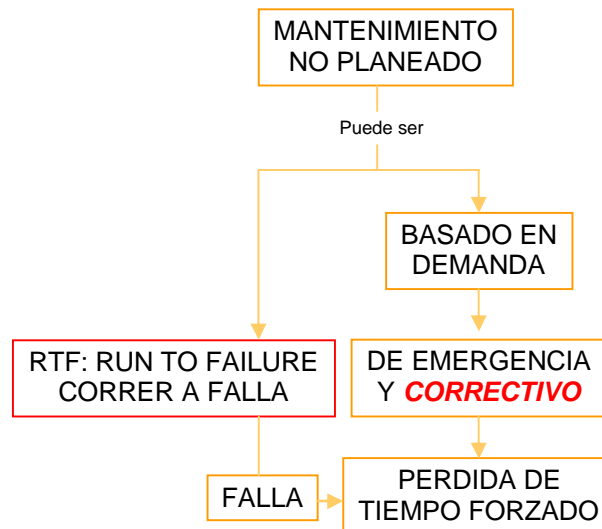 MANTENIMIENTO
NO PLANEADO
Puede ser
BASADO EN
DEMANDA
RTF: RUN TO FAILURE
CORRER A FALLA
DE EMERGENCIA
Y CORRECTIVO
FALLA
PERDIDA DE
TIEMPO FORZADO